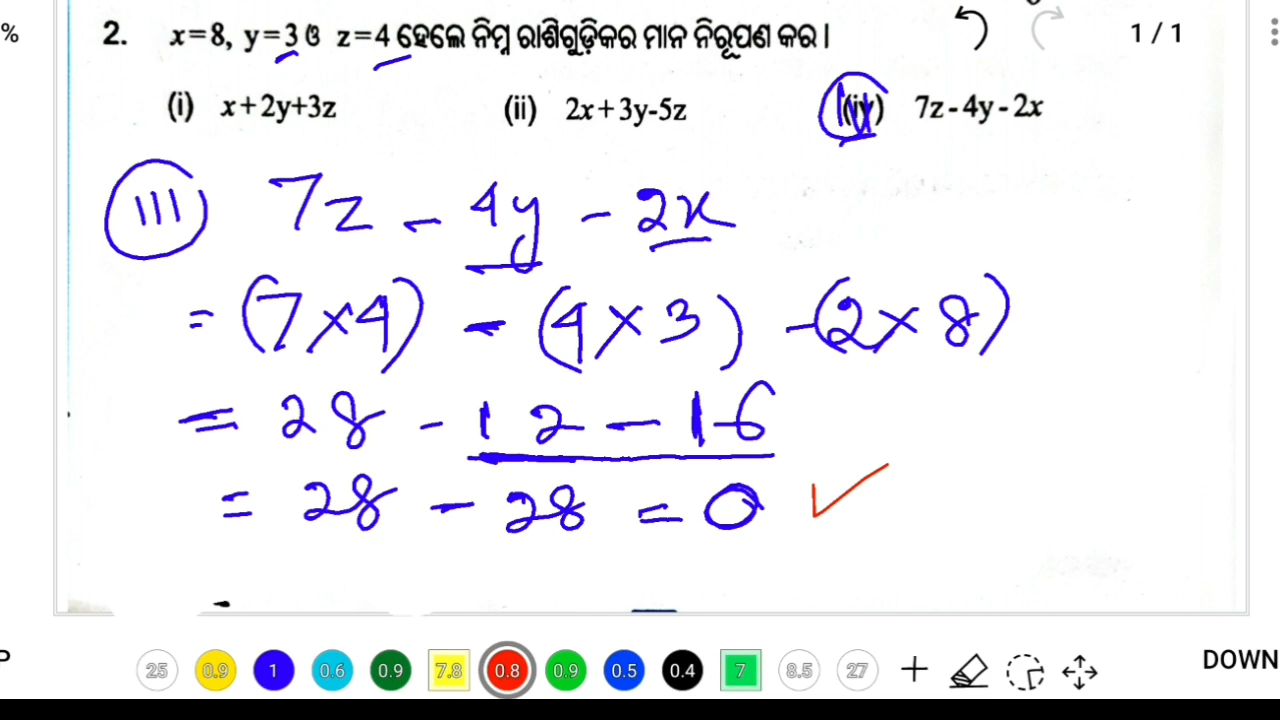 %
2. x=8, y=3 ଓ z=4 ହେଲେ ନିମ୍ନ ରାଶିଗୁଡ଼ିକର ମାନ ନିରୂପଣ କର । 1 / 1
(i) x+2y+3z (ii) 2x+3y-5z (iv) 7z-4y-2x
III 7z - 4y - 2x
= (7×4) - (4×3) -(2×8)
= 28 - 12 - 16
= 28 - 28 = 0 ✓
P 25 0.9 1 0.6 0.9 7.8 0.8 0.9 0.5 0.4 7 8.5 27 + DOWN